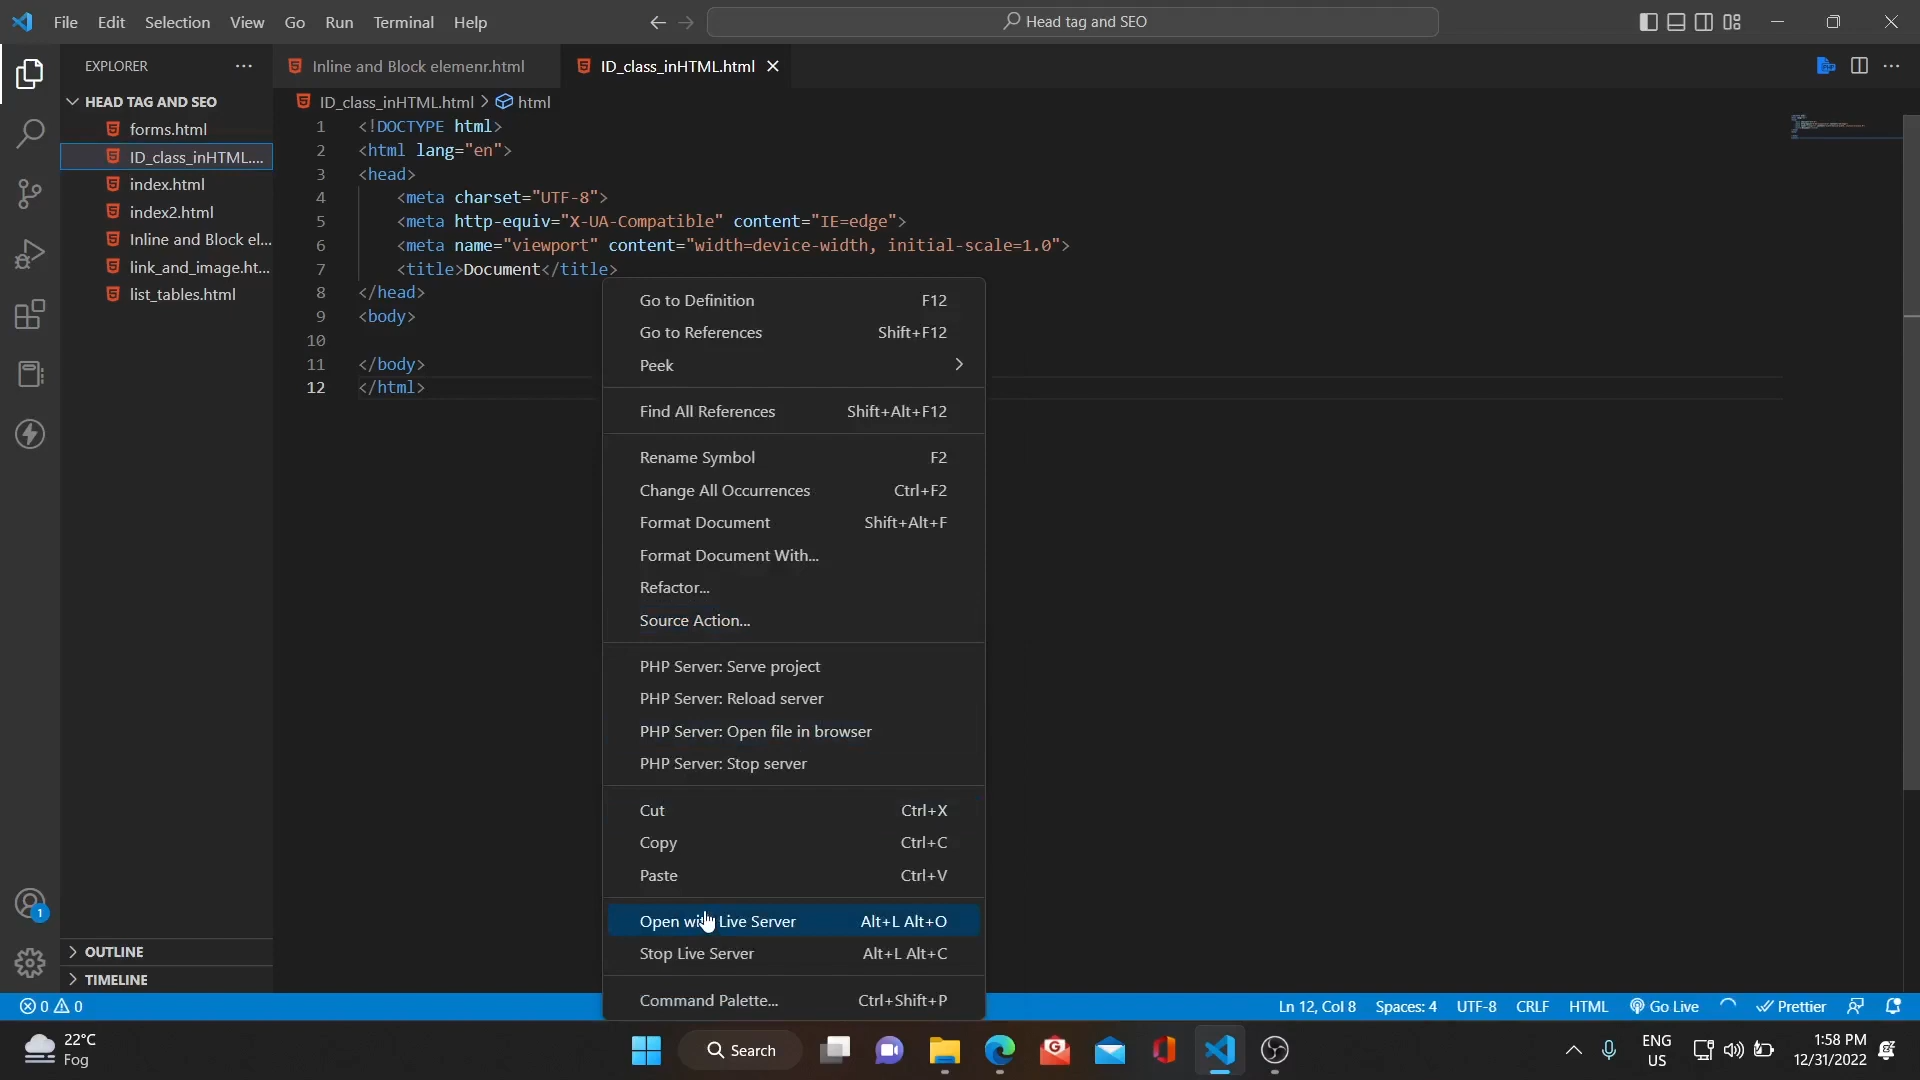 File Edit Selection View Go Run Terminal Help
Head tag and SEO
EXPLORER
Inline and Block elemenr.html
ID_class_inHTML.html
HEAD TAG AND SEO
forms.html
ID_class_inHTML....
index.html
index2.html
Inline and Block el...
link_and_image.ht...
list_tables.html
ID_class_inHTML.html > html
1 <!DOCTYPE html>
2 <html lang="en">
3 <head>
4 <meta charset="UTF-8">
5 <meta http-equiv="X-UA-Compatible" content="IE=edge">
6 <meta name="viewport" content="width=device-width, initial-scale=1.0">
7 <title>Document</title>
8 </head>
9 <body>
10
11 </body>
12 </html>
Go to Definition F12
Go to References Shift+F12
Peek
Find All References Shift+Alt+F12
Rename Symbol F2
Change All Occurrences Ctrl+F2
Format Document Shift+Alt+F
Format Document With...
Refactor...
Source Action...
PHP Server: Serve project
PHP Server: Reload server
PHP Server: Open file in browser
PHP Server: Stop server
Cut Ctrl+X
Copy Ctrl+C
Paste Ctrl+V
Open with Live Server Alt+L Alt+O
Stop Live Server Alt+L Alt+C
Command Palette... Ctrl+Shift+P
1
OUTLINE
TIMELINE
0 0
Ln 12, Col 8 Spaces: 4 UTF-8 CRLF HTML Go Live Prettier
22°C
Fog
Search
ENG
US
1:58 PM
12/31/2022